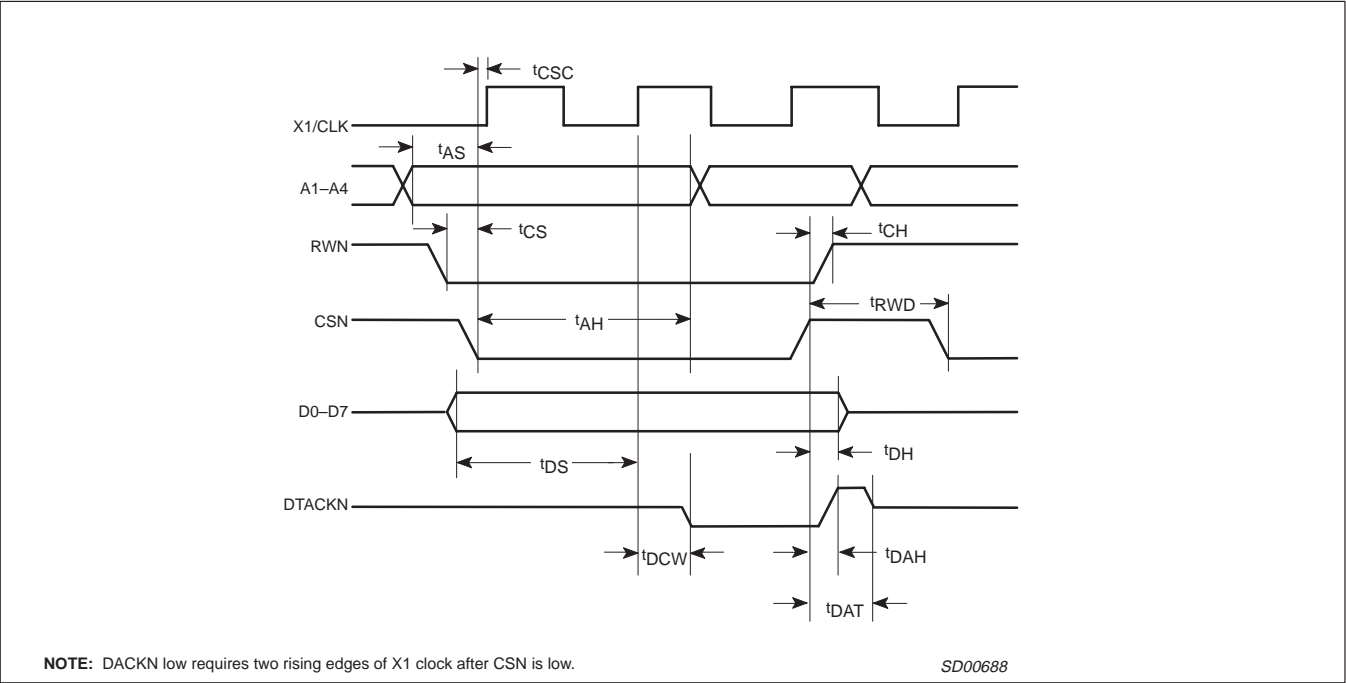 tCSC
X1/CLK
tAS
A1–A4
tCS
tCH
RWN
tRWD
CSN
tAH
D0–D7
tDH
tDS
DTACKN
tDCW
tDAH
tDAT
NOTE: DACKN low requires two rising edges of X1 clock after CSN is low.
SD00688